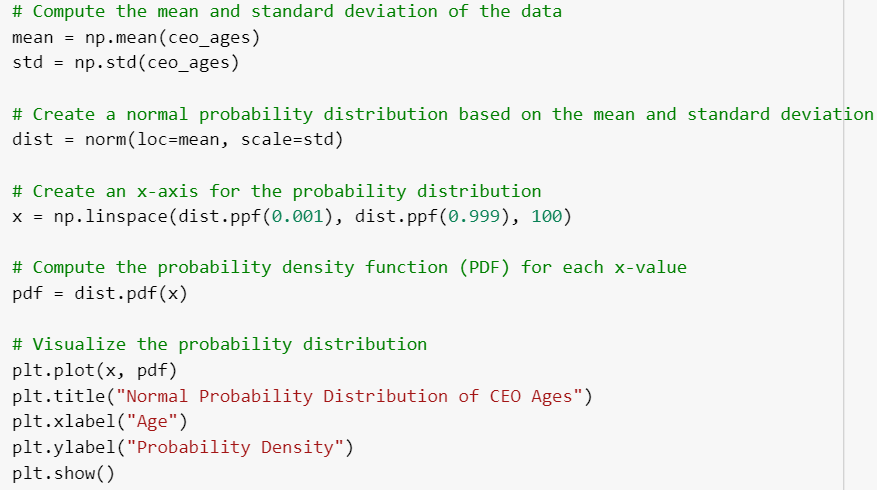 # Compute the mean and standard deviation of the data
mean = np.mean(ceo_ages)
std = np.std(ceo_ages)
# Create a normal probability distribution based on the mean and standard deviation
dist = norm(loc=mean, scale=std)
# Create an x-axis for the probability distribution
x = np.linspace(dist.ppf(0.001), dist.ppf(0.999), 100)
# Compute the probability density function (PDF) for each x-value
pdf = dist.pdf(x)
# Visualize the probability distribution
plt.plot(x, pdf)
plt.title("Normal Probability Distribution of CEO Ages")
plt.xlabel("Age")
plt.ylabel("Probability Density")
plt.show()